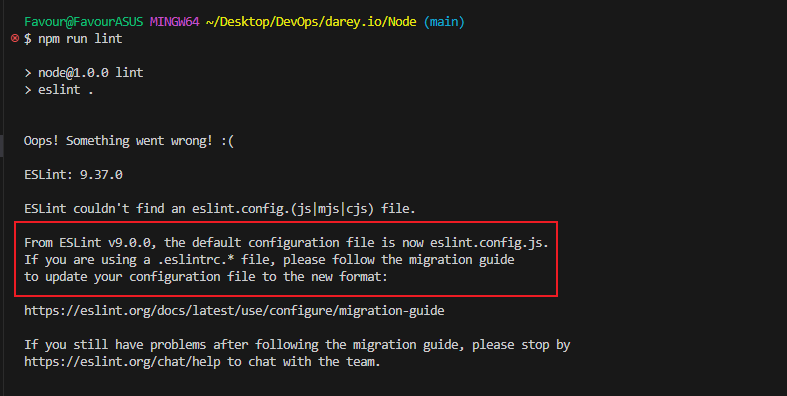 Favour@FavourASUS MINGW64 ~/Desktop/DevOps/darey.io/Node (main)
$ npm run lint
> node@1.0.0 lint
> eslint .
Oops! Something went wrong! :(
ESLint: 9.37.0
ESLint couldn't find an eslint.config.(js|mjs|cjs) file.
From ESLint v9.0.0, the default configuration file is now eslint.config.js.
If you are using a .eslintrc.* file, please follow the migration guide
to update your configuration file to the new format:
https://eslint.org/docs/latest/use/configure/migration-guide
If you still have problems after following the migration guide, please stop by
https://eslint.org/chat/help to chat with the team.